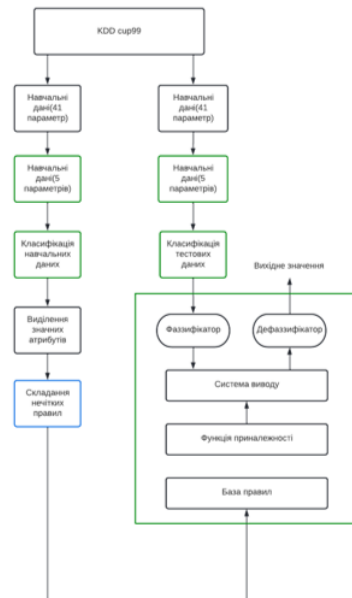 KDD cup99
Навчальні
дані(41
параметр)
Навчальні
дані(41
параметр)
Навчальні
дані(5
параметрів)
Навчальні
дані(5
параметрів)
Класифікація
навчальних
даних
Класифікація
тестових
даних
Вихідне значення
Виділення
значних
атрибутів
Фаззифікатор
Дефаззифікатор
Складання
нечітких
правил
Система виводу
Функція приналежності
База правил